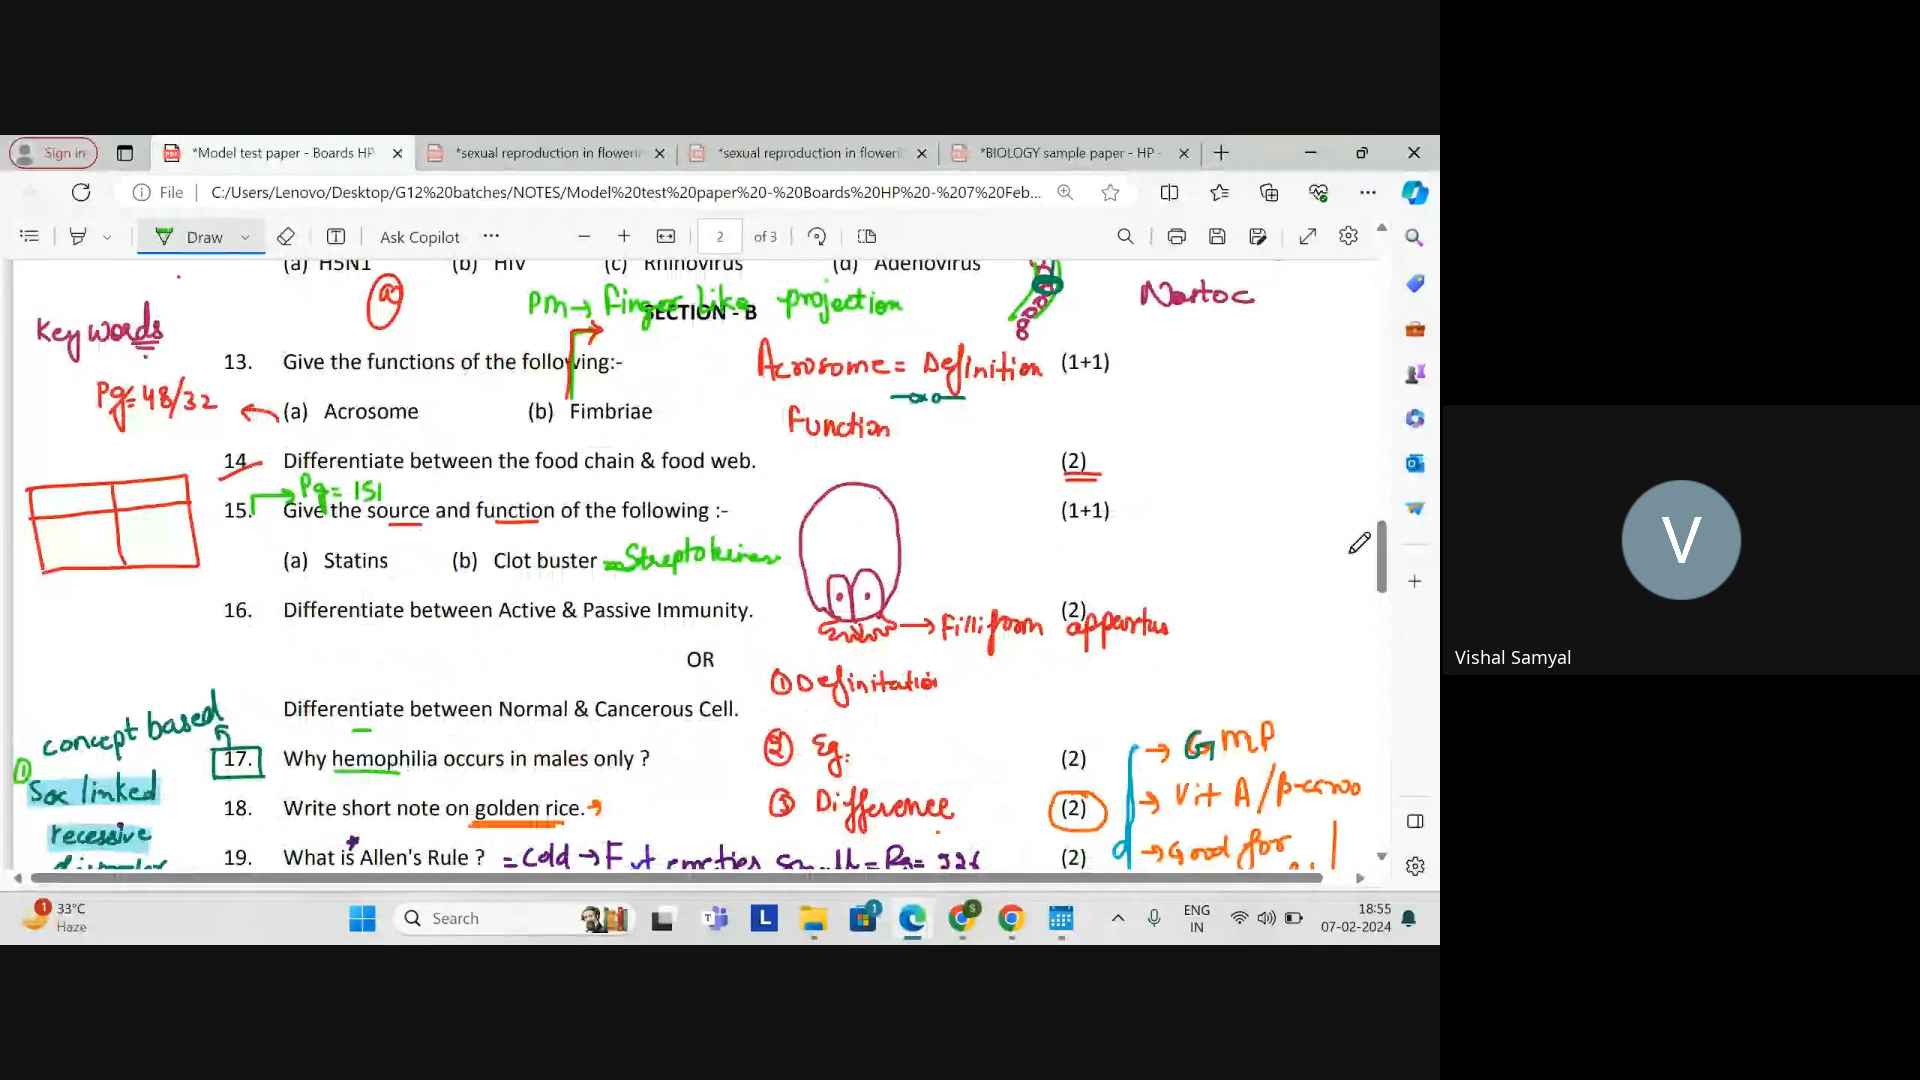 Sign in
*Model test paper - Boards HP
*sexual reproduction in floweri
*sexual reproduction in floweri
*BIOLOGY sample paper - HP -
File C:/Users/Lenovo/Desktop/G12%20batches/NOTES/Model%20test%20paper%20-%20Boards%20HP%20-%207%20Feb...
Draw Ask Copilot 2 of 3
(a) H5N1 (b) HIV (c) Rhinovirus (d) Adenovirus
Nostoc
Pm → Finger like projection
SECTION - B
Key words
13. Give the functions of the following:- (1+1)
Acrosome = Definition
Pg = 48/32
(a) Acrosome (b) Fimbriae
Function
14. Differentiate between the food chain & food web. (2)
Pg = 151
15. Give the source and function of the following :- (1+1)
(a) Statins (b) Clot buster
16. Differentiate between Active & Passive Immunity. (2)
→ Filliform
OR
①
Differentiate between Normal & Cancerous Cell.
concept based
② Eg.
→ GMP
17. Why hemophilia occurs in males only ? (2)
①
linked
→ Vit A/
18. Write short note on golden rice. (2)
③ Difference
recessive
→ Good for
19. What is Allen's Rule ? = Cold → (2)
V
Vishal Samyal
33°C
Haze
Search
ENG
IN
18:55
07-02-2024